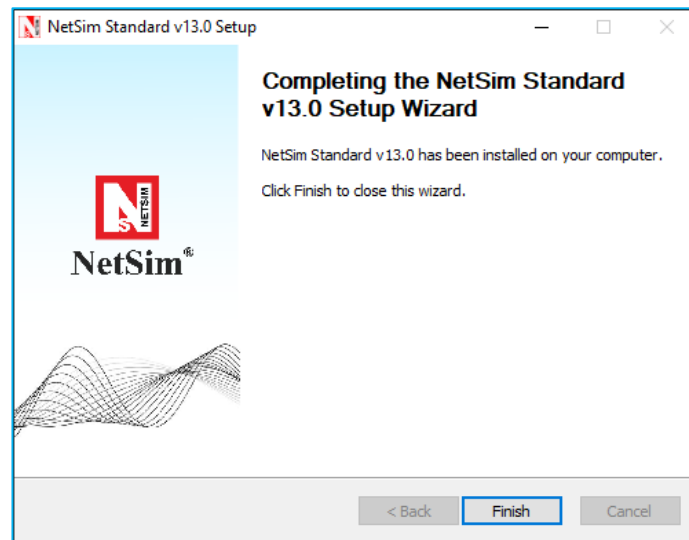 NetSim Standard v13.0 Setup
Completing the NetSim Standard
v13.0 Setup Wizard
NetSim Standard v13.0 has been installed on your computer.
Click Finish to close this wizard.
N
S
NETSIM
NetSim®
< Back
Finish
Cancel